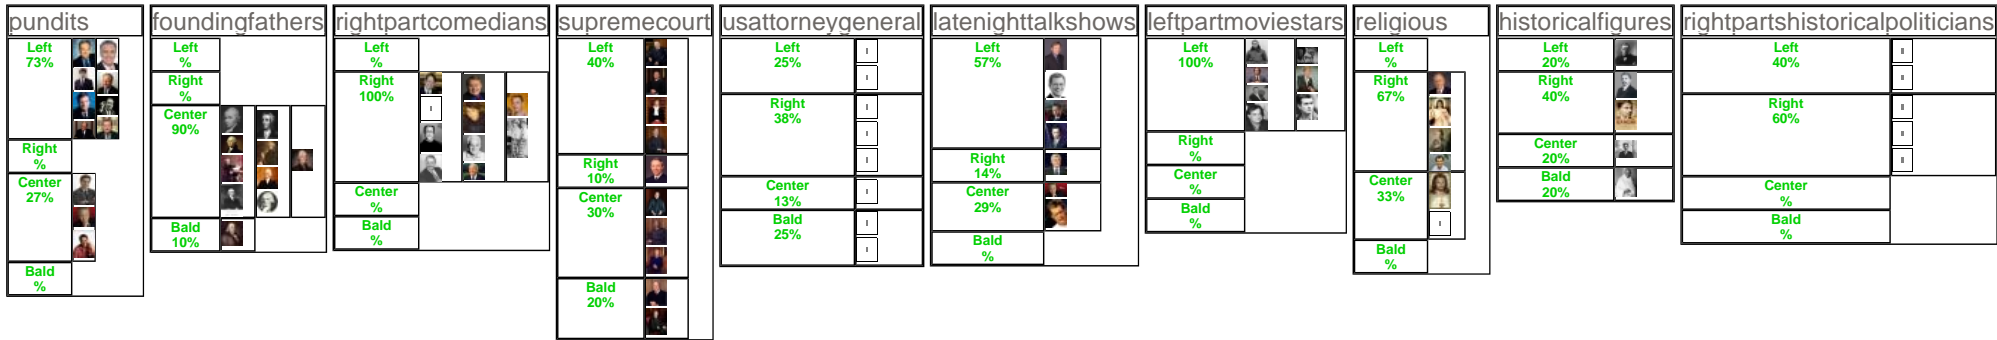 pundits
Left
73%
Right
%
Center
27%
Bald
%
foundingfathers
Left
%
Right
%
Center
90%
Bald
10%
rightpartcomedians
Left
%
Right
100%
Center
%
Bald
%
supremecourt
Left
40%
Right
10%
Center
30%
Bald
20%
usattorneygeneral
Left
25%
Right
38%
Center
13%
Bald
25%
latenighttalkshows
Left
57%
Right
14%
Center
29%
Bald
%
leftpartmoviestars
Left
100%
Right
%
Center
%
Bald
%
religious
Left
%
Right
67%
Center
33%
Bald
%
historicalfigures
Left
20%
Right
40%
Center
20%
Bald
20%
rightpartshistoricalpoliticians
Left
40%
Right
60%
Center
%
Bald
%